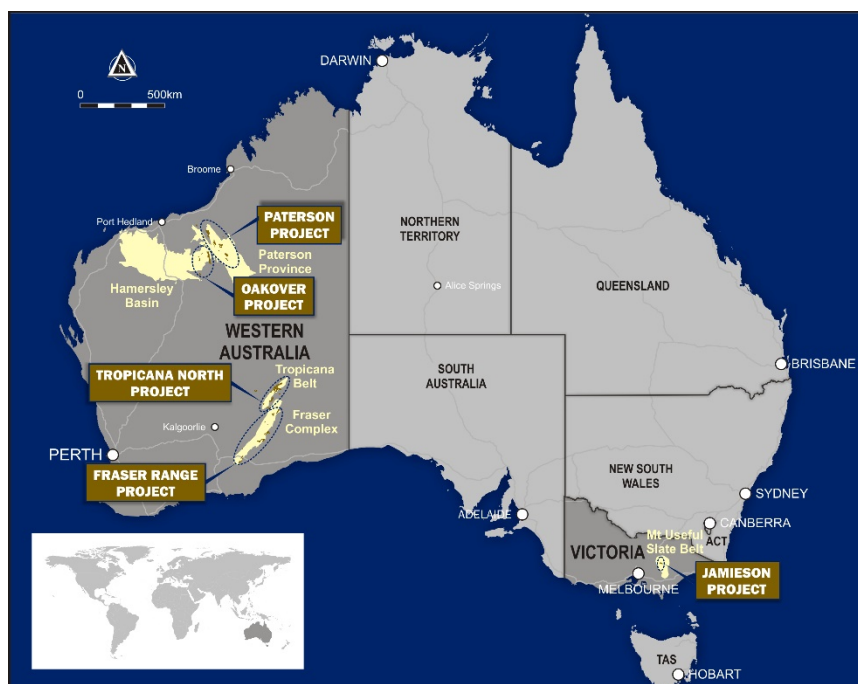 DARWIN
N
0 500km
Broome
Port Hedland
PATERSON
PROJECT
NORTHERN
TERRITORY
Paterson
Province
Hamersley
Basin
OAKOVER
PROJECT
Alice Springs
QUEENSLAND
WESTERN
AUSTRALIA
SOUTH
AUSTRALIA
BRISBANE
TROPICANA NORTH
PROJECT
Tropicana
Belt
Fraser
Complex
Kalgoorlie
PERTH
FRASER RANGE
PROJECT
NEW SOUTH
WALES
SYDNEY
ADELAIDE
CANBERRA
ACT
Mt Useful
Slate Belt
VICTORIA
MELBOURNE
JAMIESON
PROJECT
TAS
HOBART